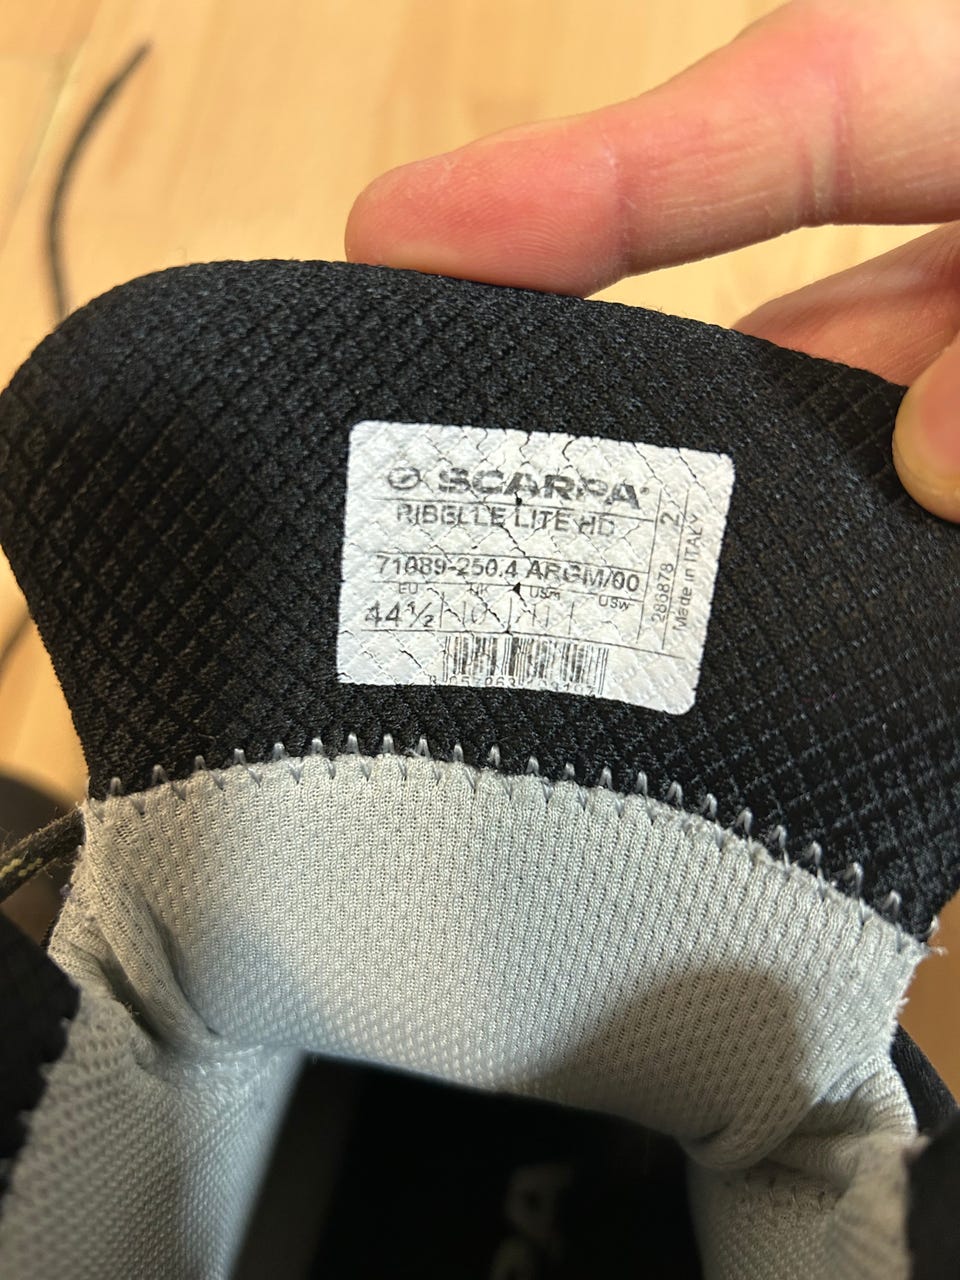 SCARPA®
RIBELLE LITE HD
71089-250.4 ARGM/00
EU UK USm USw
44½ 10 11
2
Made in ITALY